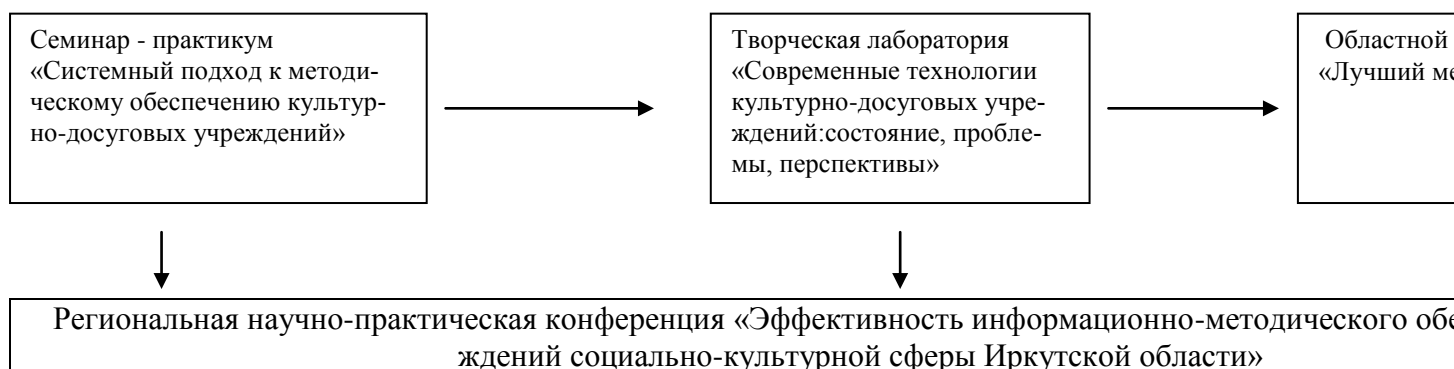 Семинар - практикум
«Системный подход к методи-
ческому обеспечению культур-
но-досуговых учреждений»
Творческая лаборатория
«Современные технологии
культурно-досуговых учре-
ждений:состояние, пробле-
мы, перспективы»
Областной
«Лучший
Региональная научно-практическая конференция «Эффективность информационно-методического
ждений социально-культурной сферы Иркутской области»